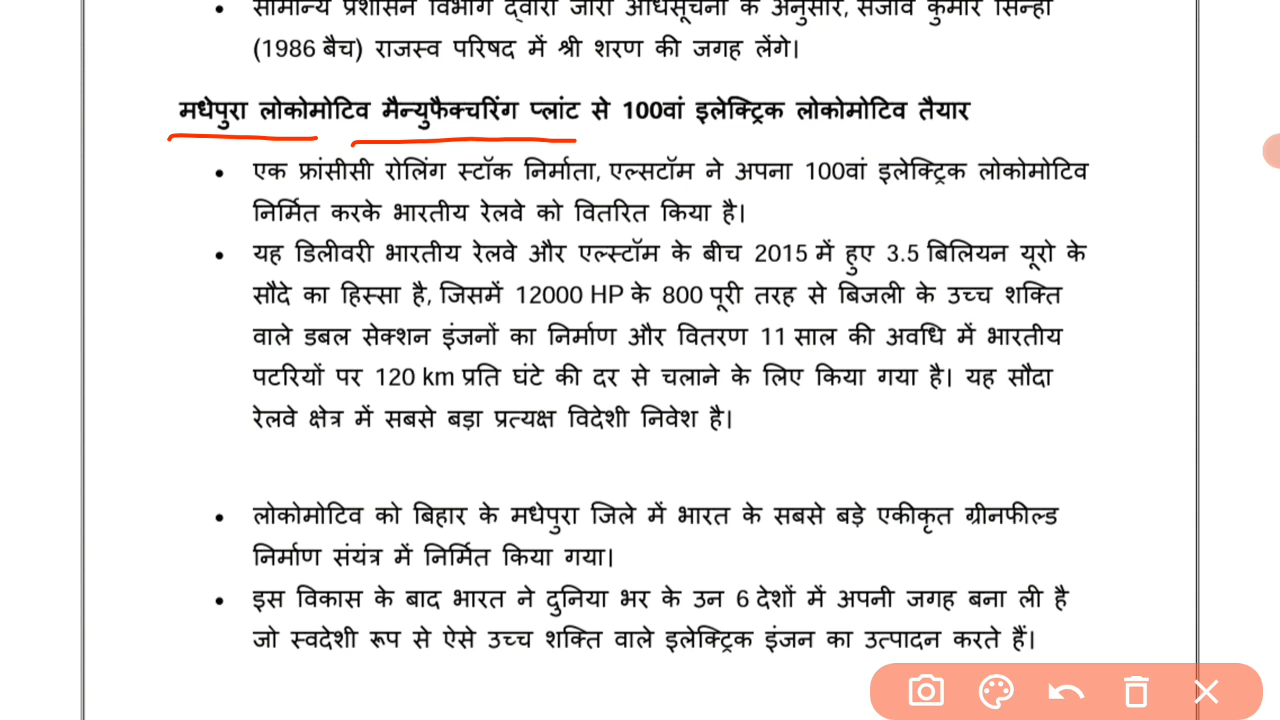 सामान्य प्रशासन विभाग द्वारा जारी अधिसूचना के अनुसार, संजीव कुमार सिन्हा
(1986 बैच) राजस्व परिषद में श्री शरण की जगह लेंगे।
मधेपुरा लोकोमोटिव मैन्युफैक्चरिंग प्लांट से 100वां इलेक्ट्रिक लोकोमोटिव तैयार
• एक फ्रांसीसी रोलिंग स्टॉक निर्माता, एल्सटॉम ने अपना 100वां इलेक्ट्रिक लोकोमोटिव
निर्मित करके भारतीय रेलवे को वितरित किया है।
• यह डिलीवरी भारतीय रेलवे और एल्स्टॉम के बीच 2015 में हुए 3.5 बिलियन यूरो के
सौदे का हिस्सा है, जिसमें 12000 HP के 800 पूरी तरह से बिजली के उच्च शक्ति
वाले डबल सेक्शन इंजनों का निर्माण और वितरण 11 साल की अवधि में भारतीय
पटरियों पर 120 km प्रति घंटे की दर से चलाने के लिए किया गया है। यह सौदा
रेलवे क्षेत्र में सबसे बड़ा प्रत्यक्ष विदेशी निवेश है।
• लोकोमोटिव को बिहार के मधेपुरा जिले में भारत के सबसे बड़े एकीकृत ग्रीनफील्ड
निर्माण संयंत्र में निर्मित किया गया।
• इस विकास के बाद भारत ने दुनिया भर के उन 6 देशों में अपनी जगह बना ली है
जो स्वदेशी रूप से ऐसे उच्च शक्ति वाले इलेक्ट्रिक इंजन का उत्पादन करते हैं।